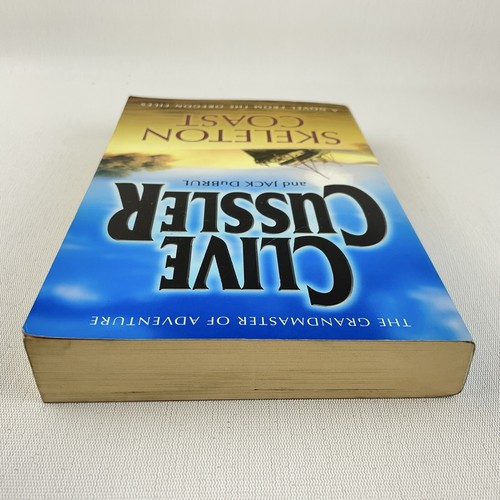 THE GRANDMASTER OF ADVENTURE
CLIVE
CUSSLER
and JACK DuBRUL
SKELETON
COAST
A NOVEL FROM THE OREGON FILES